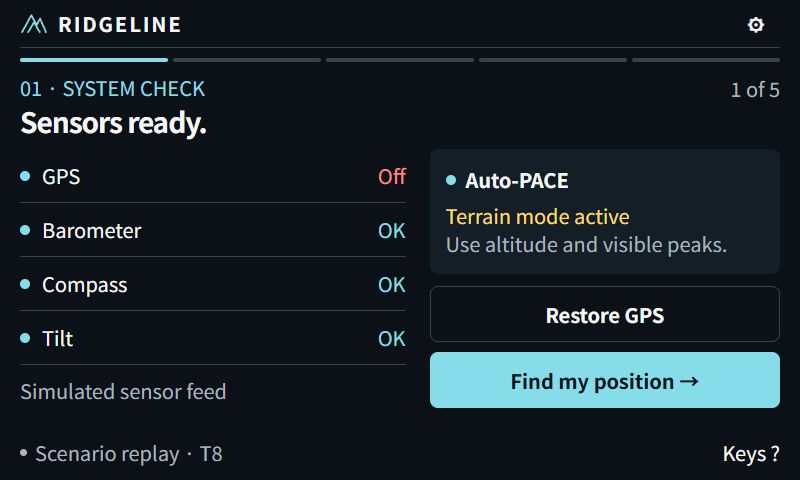 RIDGELINE
01 · SYSTEM CHECK
1 of 5
Sensors ready.
GPS Off
Barometer OK
Compass OK
Tilt OK
Simulated sensor feed
Auto-PACE
Terrain mode active
Use altitude and visible peaks.
Restore GPS
Find my position →
Scenario replay · T8
Keys ?